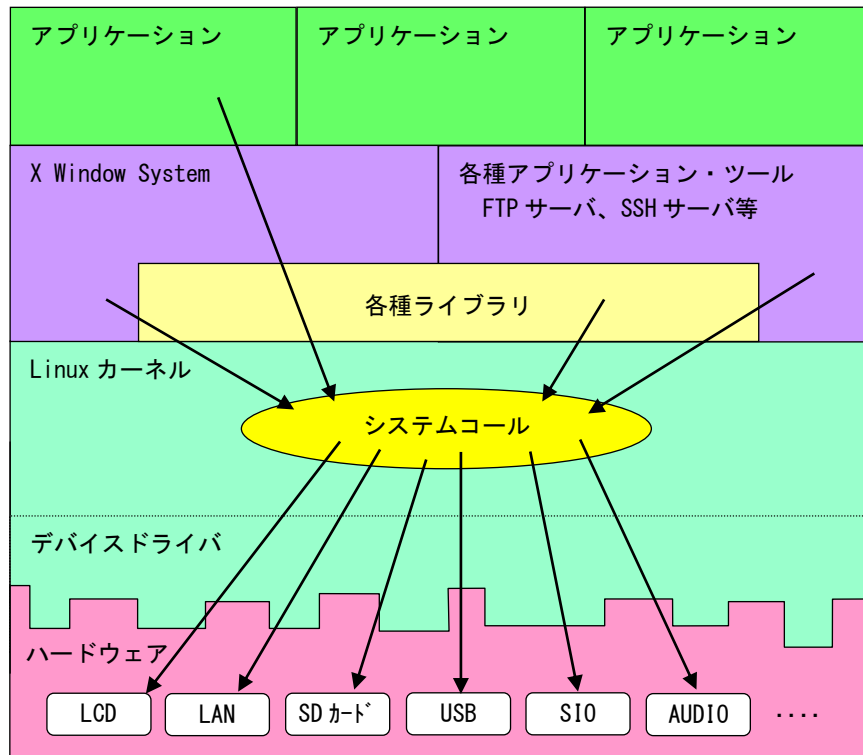 アプリケーション
アプリケーション
アプリケーション
X Window System
各種アプリケーション・ツール
FTP サーバ、SSH サーバ等
各種ライブラリ
Linux カーネル
システムコール
デバイスドライバ
ハードウェア
LCD
LAN
SD ｶｰﾄﾞ
USB
SIO
AUDIO
････